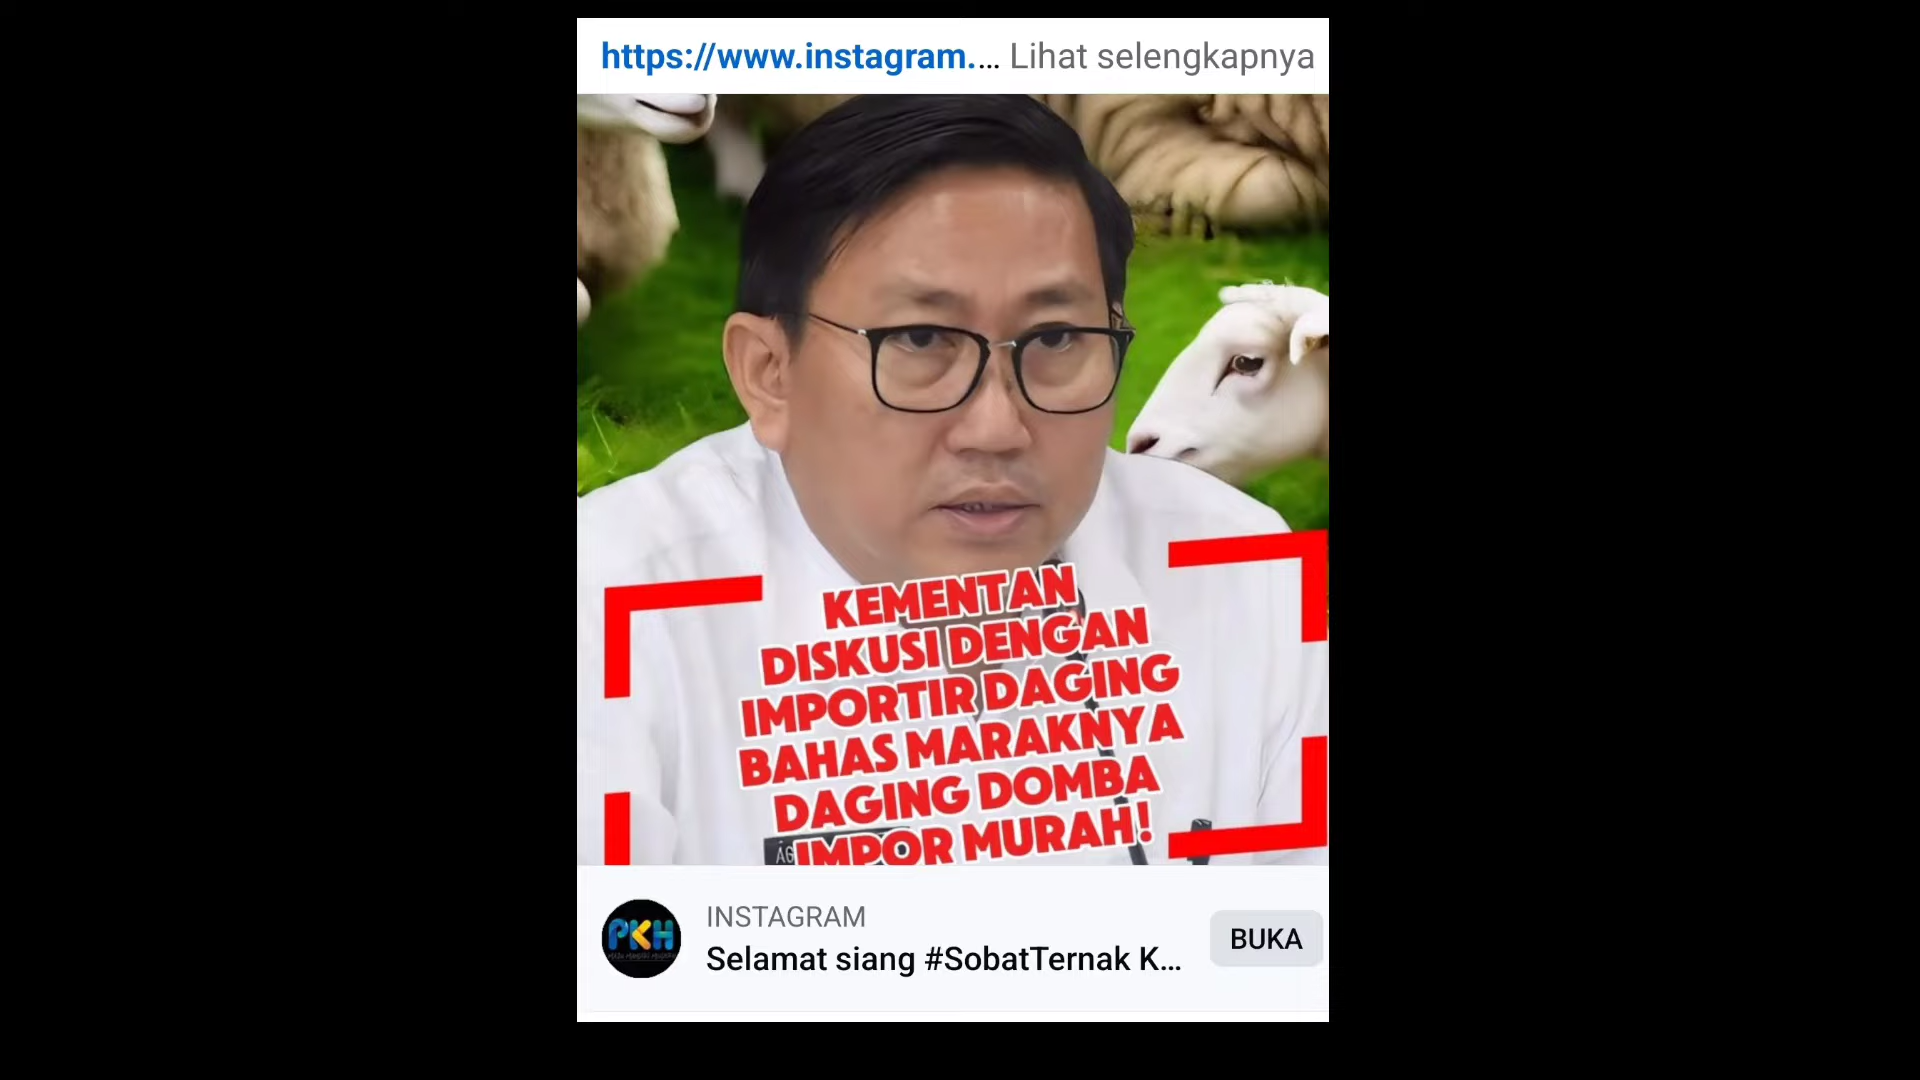 https://www.instagram.... Lihat selengkapnya
KEMENTAN
DISKUSI DENGAN
IMPORTIR DAGING
BAHAS MARAKNYA
DAGING DOMBA
IMPOR MURAH!
AG
PKH
INSTAGRAM
Selamat siang #SobatTernak K...
BUKA